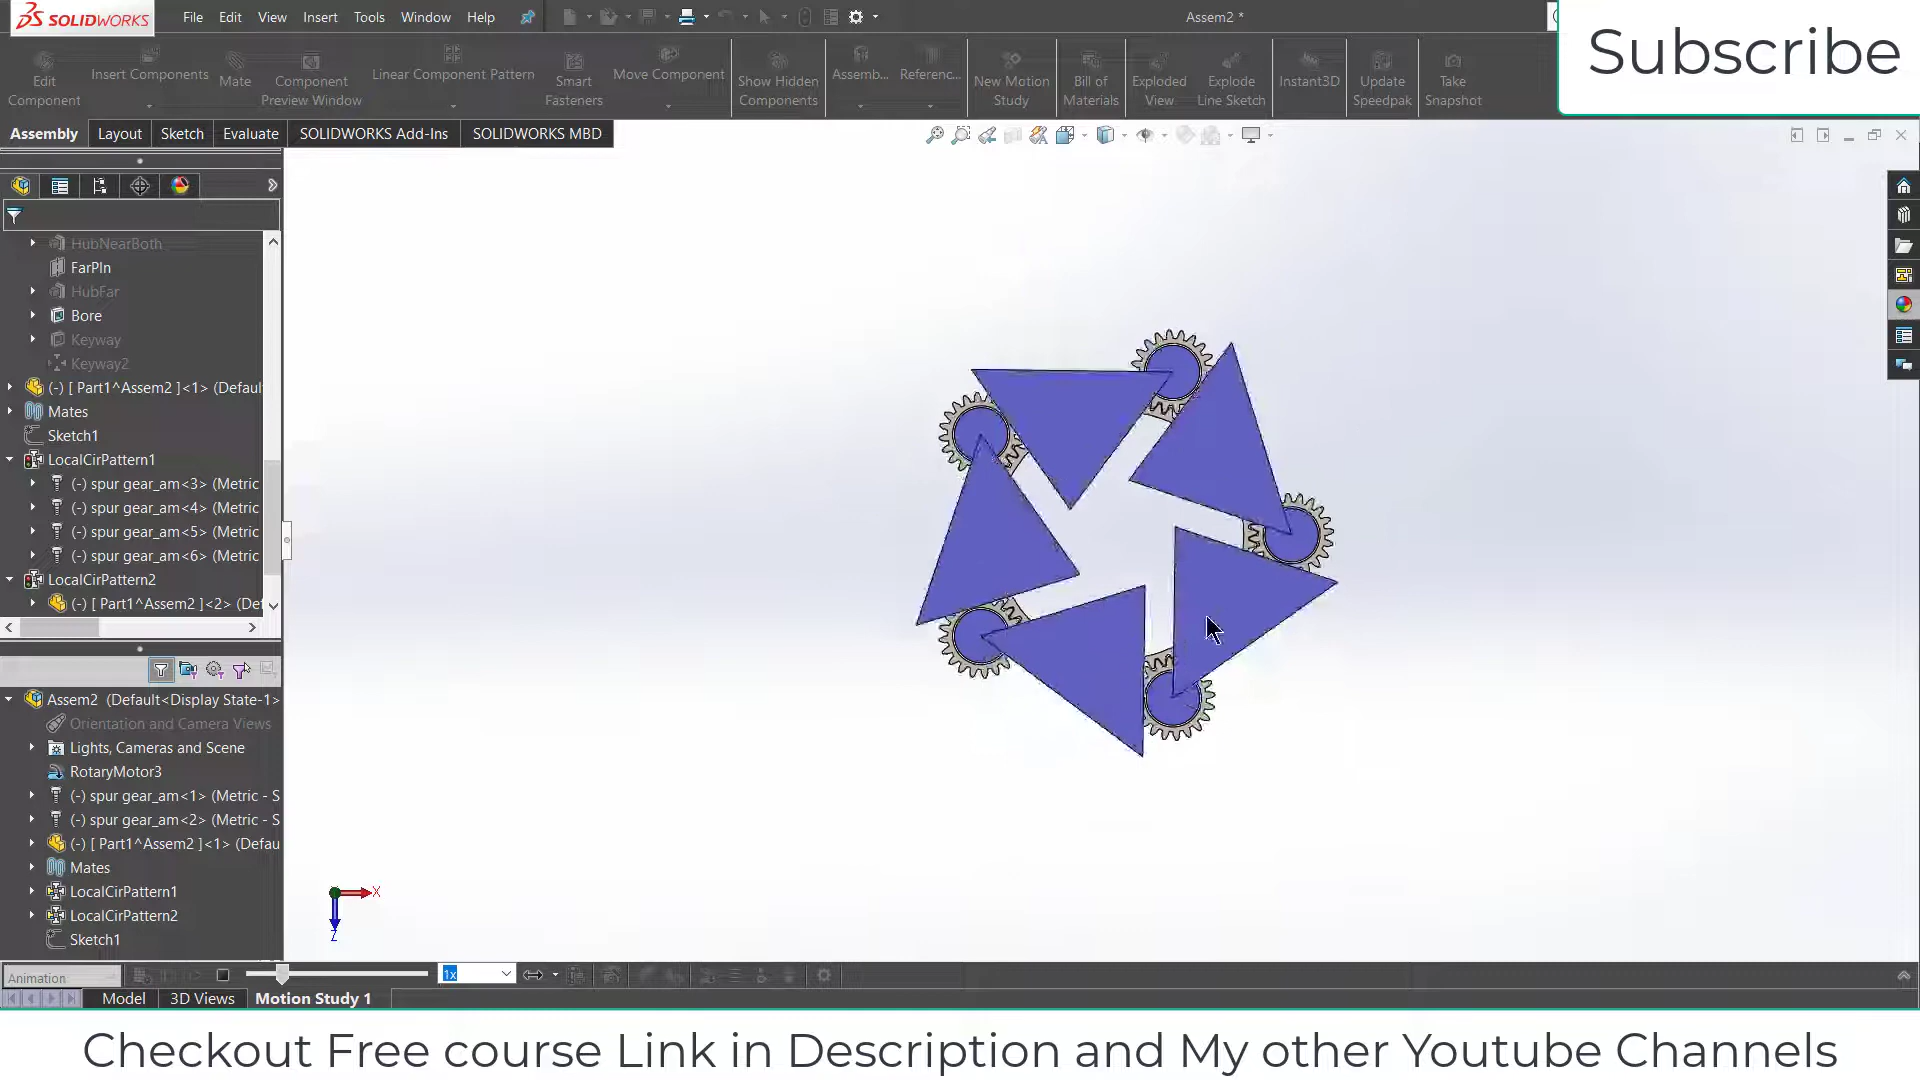 SOLIDWORKS File Edit View Insert Tools Window Help Assem2 *
Subscribe
Edit Component
Insert Components
Mate
Component Preview Window
Linear Component Pattern
Smart Fasteners
Move Component
Show Hidden Components
Assemb...
Referenc...
New Motion Study
Bill of Materials
Exploded View
Explode Line Sketch
Instant3D
Update Speedpak
Take Snapshot
Assembly Layout Sketch Evaluate SOLIDWORKS Add-Ins SOLIDWORKS MBD
HubNearBoth
FarPln
HubFar
Bore
Keyway
Keyway2
(-) [ Part1^Assem2 ]<1> (Defaul
Mates
Sketch1
LocalCirPattern1
(-) spur gear_am<3> (Metric
(-) spur gear_am<4> (Metric
(-) spur gear_am<5> (Metric
(-) spur gear_am<6> (Metric
LocalCirPattern2
(-) [ Part1^Assem2 ]<2> (Def
Assem2 (Default<Display State-1>
Orientation and Camera Views
Lights, Cameras and Scene
RotaryMotor3
(-) spur gear_am<1> (Metric - S
(-) spur gear_am<2> (Metric - S
(-) [ Part1^Assem2 ]<1> (Defau
Mates
LocalCirPattern1
LocalCirPattern2
Sketch1
X
Z
Animation 1x
Model 3D Views Motion Study 1
Checkout Free course Link in Description and My other Youtube Channels